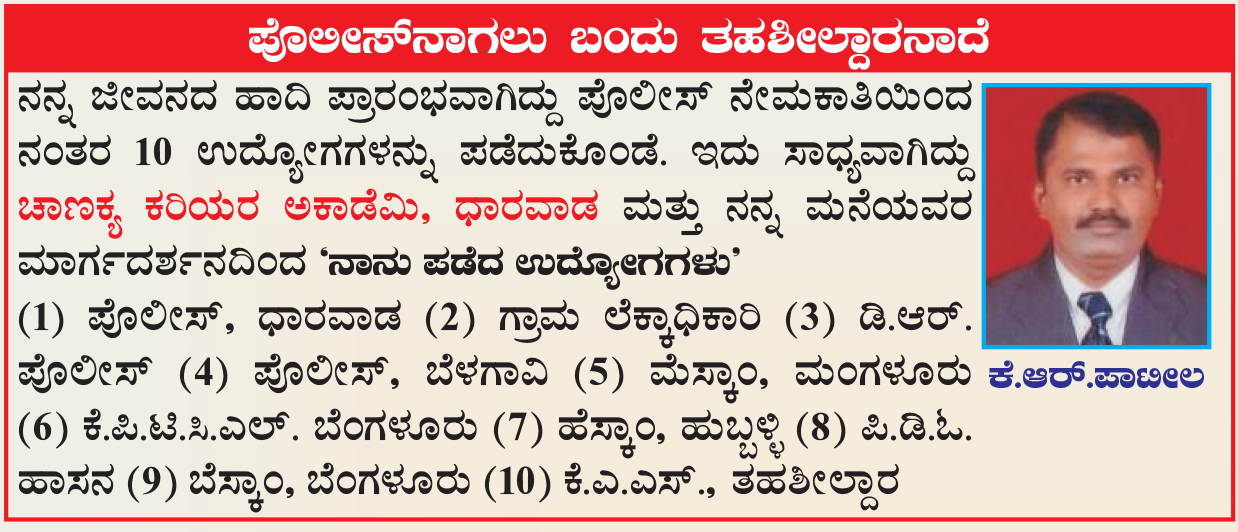 ಪೊಲೀಸ್‌ನಾಗಲು ಬಂದು ತಹಶೀಲ್ದಾರನಾದೆ
ನನ್ನ ಜೀವನದ ಹಾದಿ ಪ್ರಾರಂಭವಾಗಿದ್ದು ಪೊಲೀಸ್ ನೇಮಕಾತಿಯಿಂದ
ನಂತರ 10 ಉದ್ಯೋಗಗಳನ್ನು ಪಡೆದುಕೊಂಡೆ. ಇದು ಸಾಧ್ಯವಾಗಿದ್ದು
ಚಾಣಕ್ಯ ಕರಿಯರ ಅಕಾಡೆಮಿ, ಧಾರವಾಡ ಮತ್ತು ನನ್ನ ಮನೆಯವರ
ಮಾರ್ಗದರ್ಶನದಿಂದ ‘ನಾನು ಪಡೆದ ಉದ್ಯೋಗಗಳು’
(1) ಪೊಲೀಸ್, ಧಾರವಾಡ (2) ಗ್ರಾಮ ಲೆಕ್ಕಾಧಿಕಾರಿ (3) ಡಿ.ಆರ್.
ಪೊಲೀಸ್ (4) ಪೊಲೀಸ್, ಬೆಳಗಾವಿ (5) ಮೆಸ್ಕಾಂ, ಮಂಗಳೂರು
(6) ಕೆ.ಪಿ.ಟಿ.ಸಿ.ಎಲ್. ಬೆಂಗಳೂರು (7) ಹೆಸ್ಕಾಂ, ಹುಬ್ಬಳ್ಳಿ (8) ಪಿ.ಡಿ.ಓ.
ಹಾಸನ (9) ಬೆಸ್ಕಾಂ, ಬೆಂಗಳೂರು (10) ಕೆ.ಎ.ಎಸ್., ತಹಶೀಲ್ದಾರ
ಕೆ.ಆರ್.ಪಾಟೀಲ